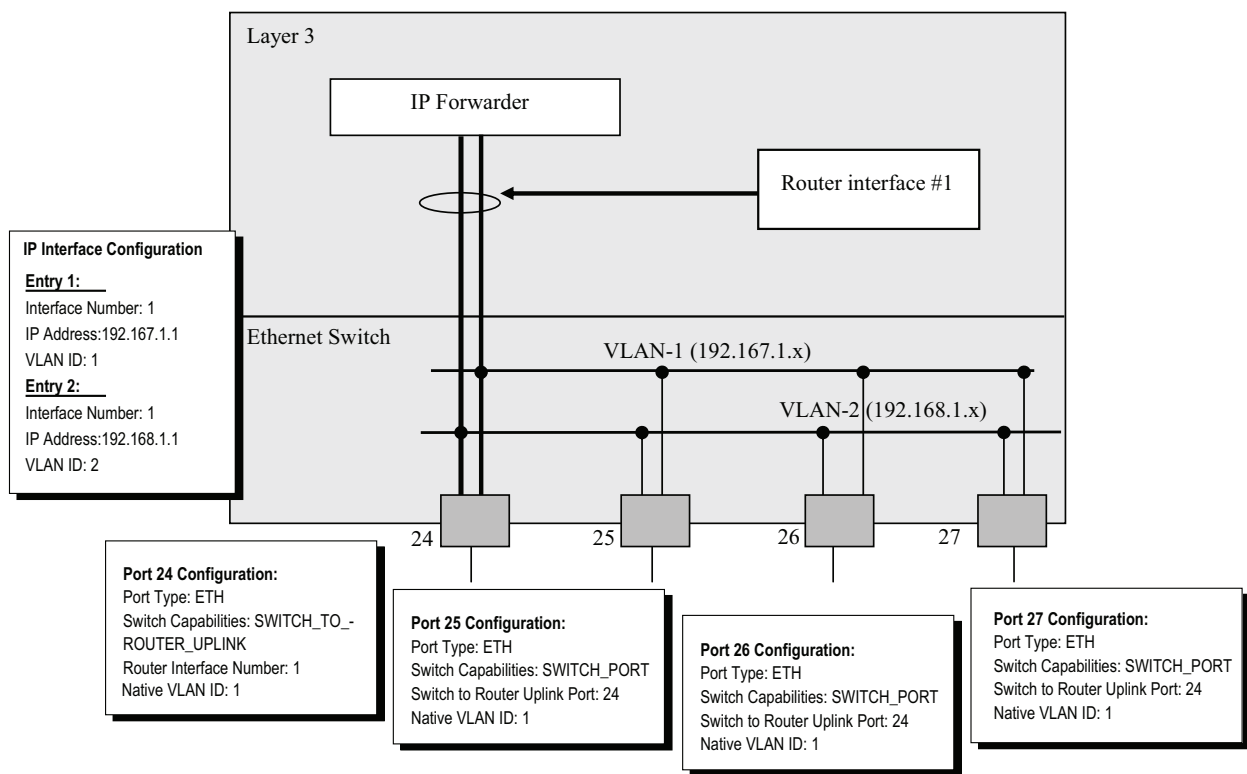 Layer 3
IP Forwarder
Router interface #1
IP Interface Configuration
Entry 1:
Interface Number: 1
IP Address:192.167.1.1
VLAN ID: 1
Entry 2:
Interface Number: 1
IP Address:192.168.1.1
VLAN ID: 2
Ethernet Switch
VLAN-1 (192.167.1.x)
VLAN-2 (192.168.1.x)
24
25
26
27
Port 24 Configuration:
Port Type: ETH
Switch Capabilities: SWITCH_TO_-
ROUTER_UPLINK
Router Interface Number: 1
Native VLAN ID: 1
Port 25 Configuration:
Port Type: ETH
Switch Capabilities: SWITCH_PORT
Switch to Router Uplink Port: 24
Native VLAN ID: 1
Port 26 Configuration:
Port Type: ETH
Switch Capabilities: SWITCH_PORT
Switch to Router Uplink Port: 24
Native VLAN ID: 1
Port 27 Configuration:
Port Type: ETH
Switch Capabilities: SWITCH_PORT
Switch to Router Uplink Port: 24
Native VLAN ID: 1